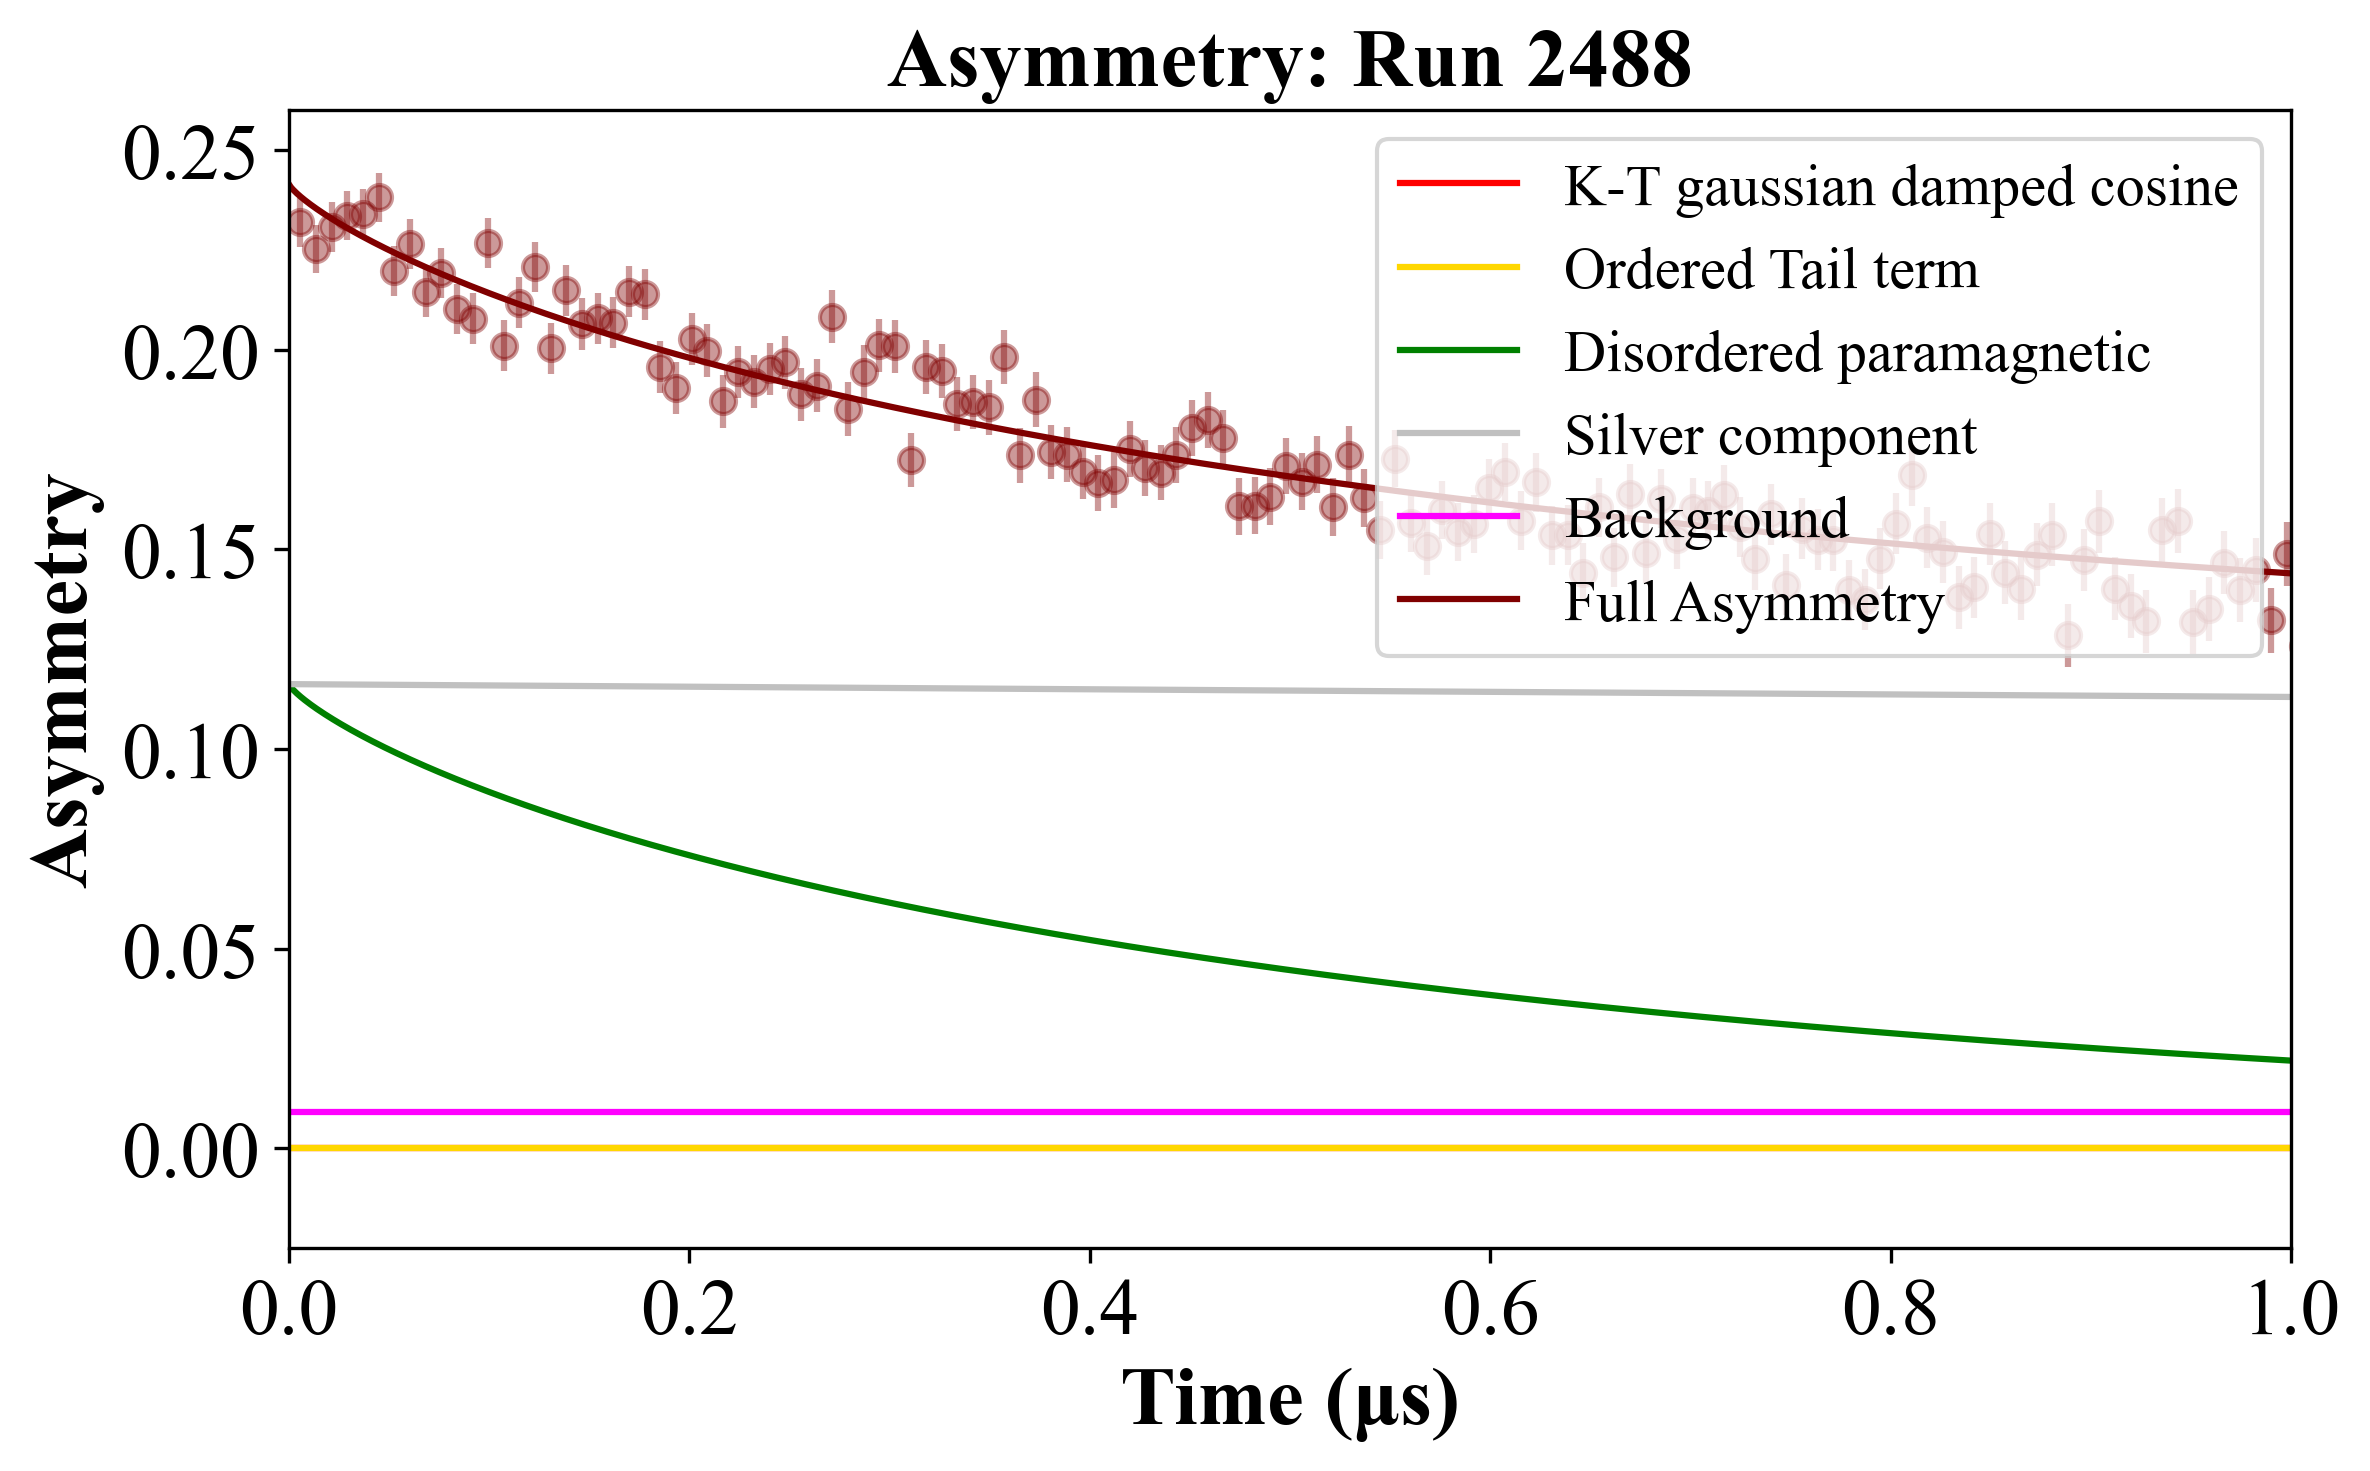 Asymmetry: Run 2488
Asymmetry
0.25
0.20
0.15
0.10
0.05
0.00
K-T gaussian damped cosine
Ordered Tail term
Disordered paramagnetic
Silver component
Background
Full Asymmetry
0.0 0.2 0.4 0.6 0.8 1.0
Time (μs)